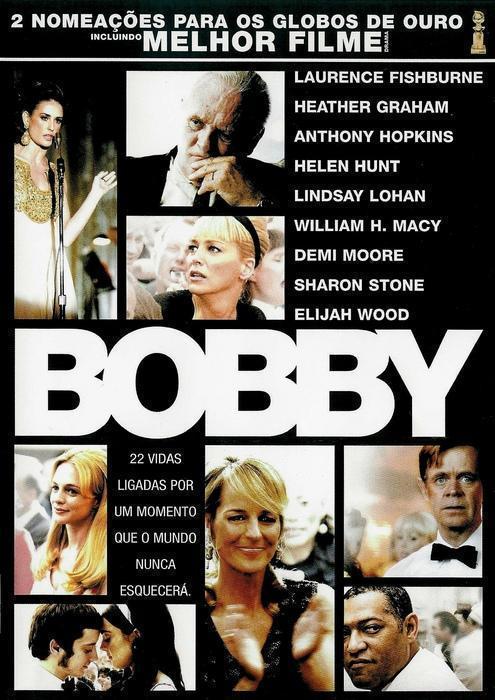 2 NOMEAÇÕES PARA OS GLOBOS DE OURO
INCLUINDO MELHOR FILME DRAMA
LAURENCE FISHBURNE
HEATHER GRAHAM
ANTHONY HOPKINS
HELEN HUNT
LINDSAY LOHAN
WILLIAM H. MACY
DEMI MOORE
SHARON STONE
ELIJAH WOOD
BOBBY
22 VIDAS
LIGADAS POR
UM MOMENTO
QUE O MUNDO
NUNCA
ESQUECERÁ.